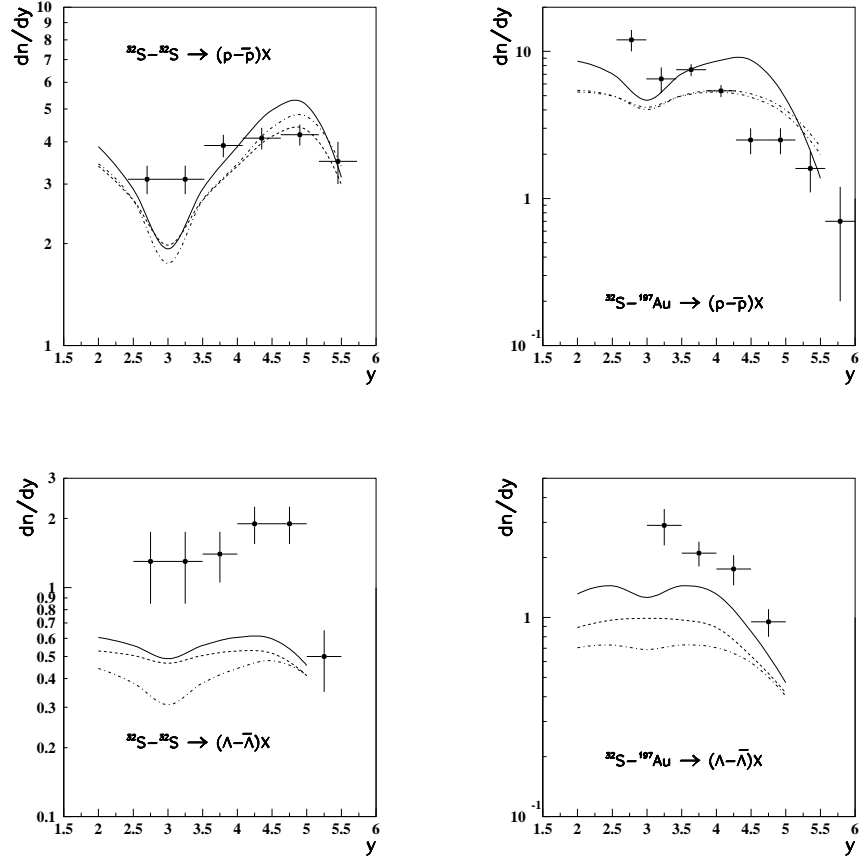 dn/dy
10
9
8
7
6
5
4
3
2
1
³²S-³²S → (p-p̅)X
1.5 2 2.5 3 3.5 4 4.5 5 5.5 6
y
dn/dy
10
1
10⁻¹
³²S-¹⁹⁷Au → (p-p̅)X
1.5 2 2.5 3 3.5 4 4.5 5 5.5 6
y
dn/dy
3
2
1
0.9
0.8
0.7
0.6
0.5
0.4
0.3
0.2
0.1
³²S-³²S → (Λ-Λ̅)X
1.5 2 2.5 3 3.5 4 4.5 5 5.5 6
y
dn/dy
1
10⁻¹
³²S-¹⁹⁷Au → (Λ-Λ̅)X
1.5 2 2.5 3 3.5 4 4.5 5 5.5 6
y